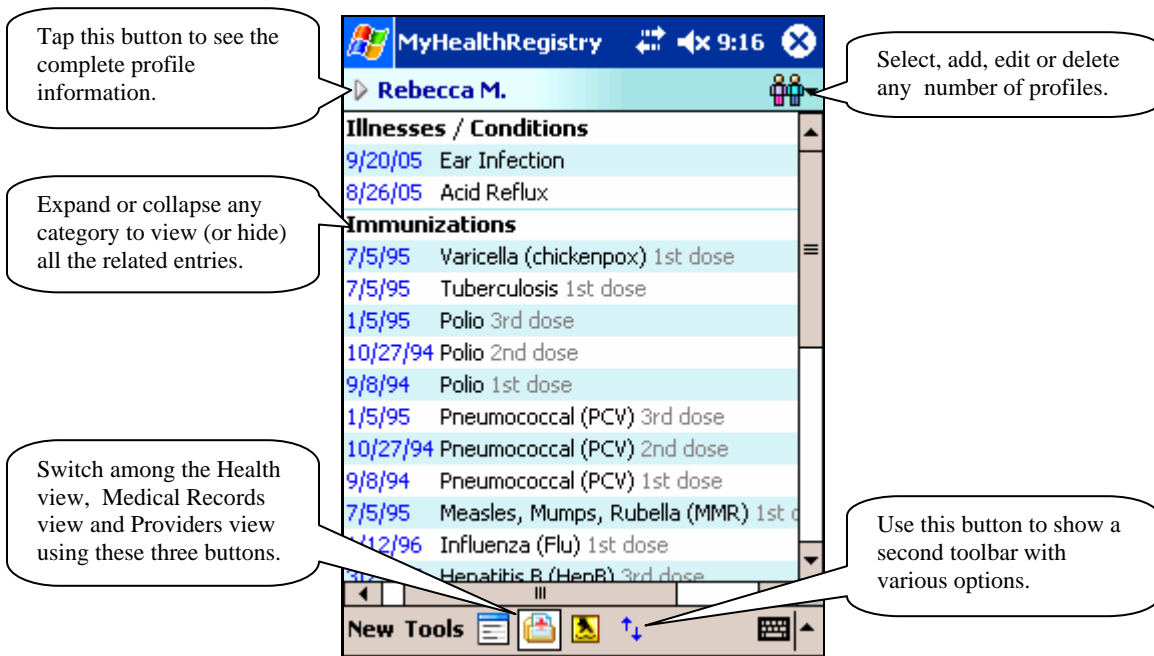 Tap this button to see the
complete profile
information.
MyHealthRegistry 9:16
Select, add, edit or delete
any number of profiles.
Rebecca M.
Illnesses / Conditions
9/20/05 Ear Infection
8/26/05 Acid Reflux
Expand or collapse any
category to view (or hide)
all the related entries.
Immunizations
7/5/95 Varicella (chickenpox) 1st dose
7/5/95 Tuberculosis 1st dose
1/5/95 Polio 3rd dose
10/27/94 Polio 2nd dose
9/8/94 Polio 1st dose
1/5/95 Pneumococcal (PCV) 3rd dose
10/27/94 Pneumococcal (PCV) 2nd dose
9/8/94 Pneumococcal (PCV) 1st dose
7/5/95 Measles, Mumps, Rubella (MMR) 1st
Influenza (Flu) 1st dose
Hepatitis B (HepB) 3rd dose
Switch among the Health
view, Medical Records
view and Providers view
using these three buttons.
Use this button to show a
second toolbar with
various options.
New Tools